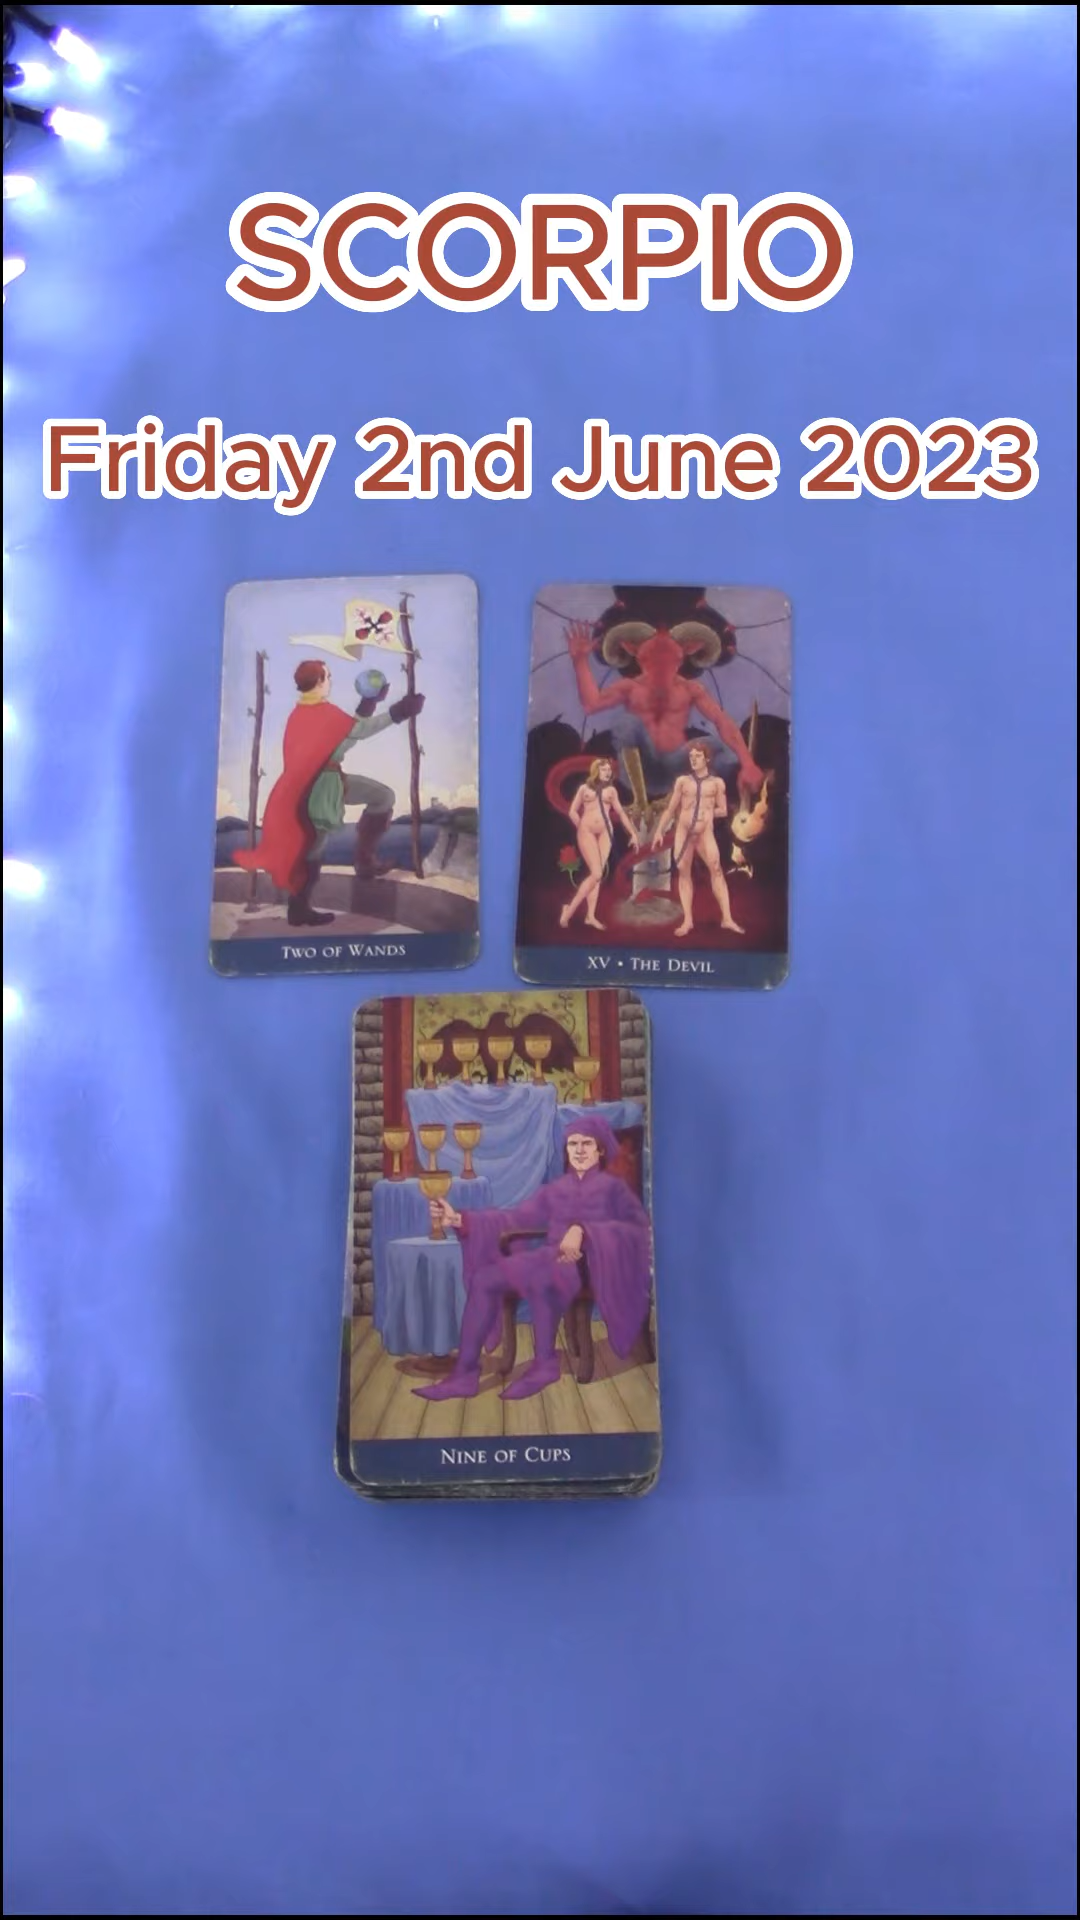 SCORPIO
Friday 2nd June 2023
TWO OF WANDS
XV • THE DEVIL
NINE OF CUPS